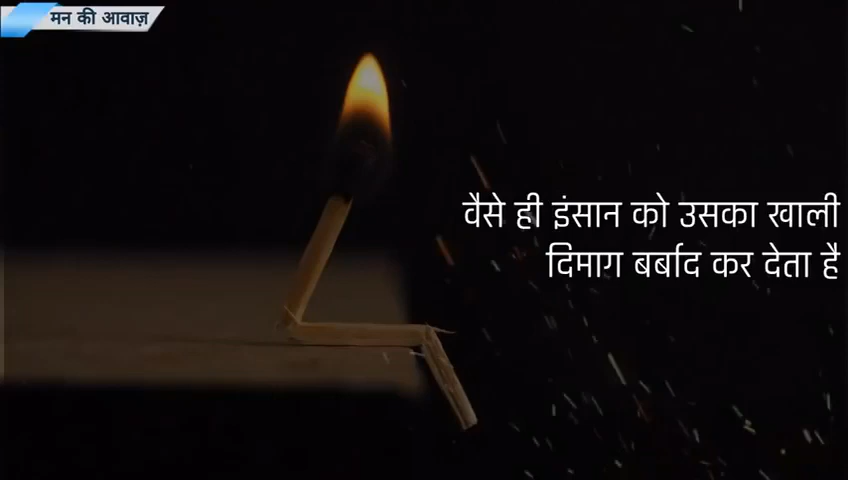 मन की आवाज़
वैसे ही इंसान को उसका खाली
दिमाग बर्बाद कर देता है